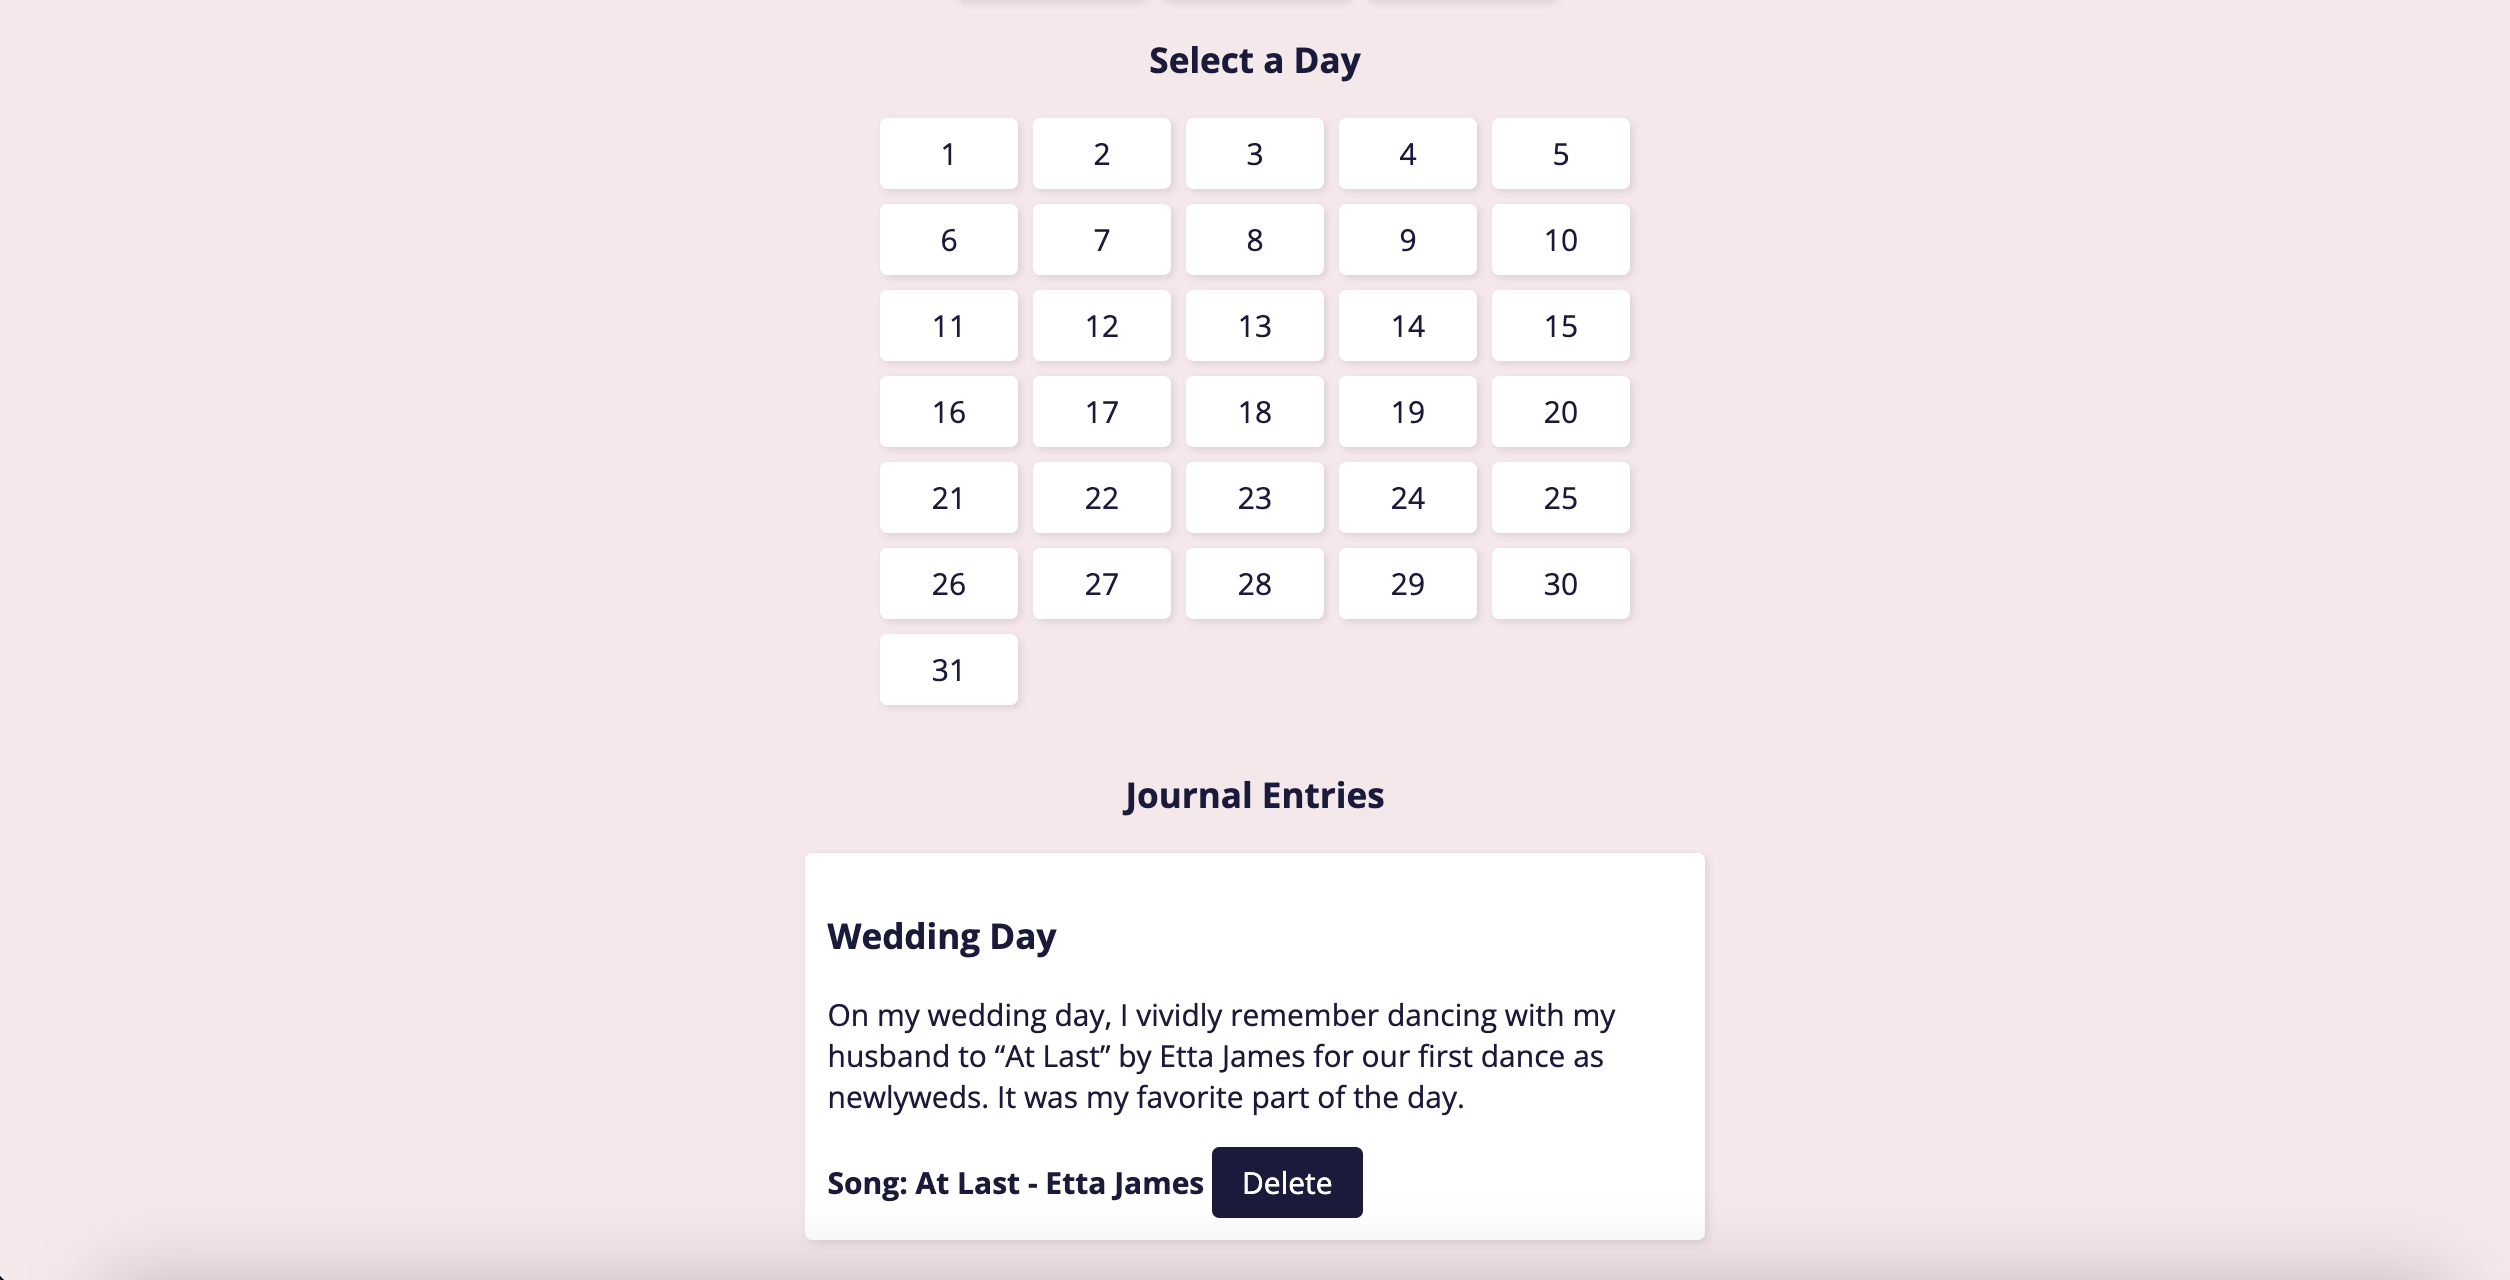 Select a Day
1 2 3 4 5
6 7 8 9 10
11 12 13 14 15
16 17 18 19 20
21 22 23 24 25
26 27 28 29 30
31
Journal Entries
Wedding Day
On my wedding day, I vividly remember dancing with my
husband to “At Last” by Etta James for our first dance as
newlyweds. It was my favorite part of the day.
Song: At Last - Etta James Delete